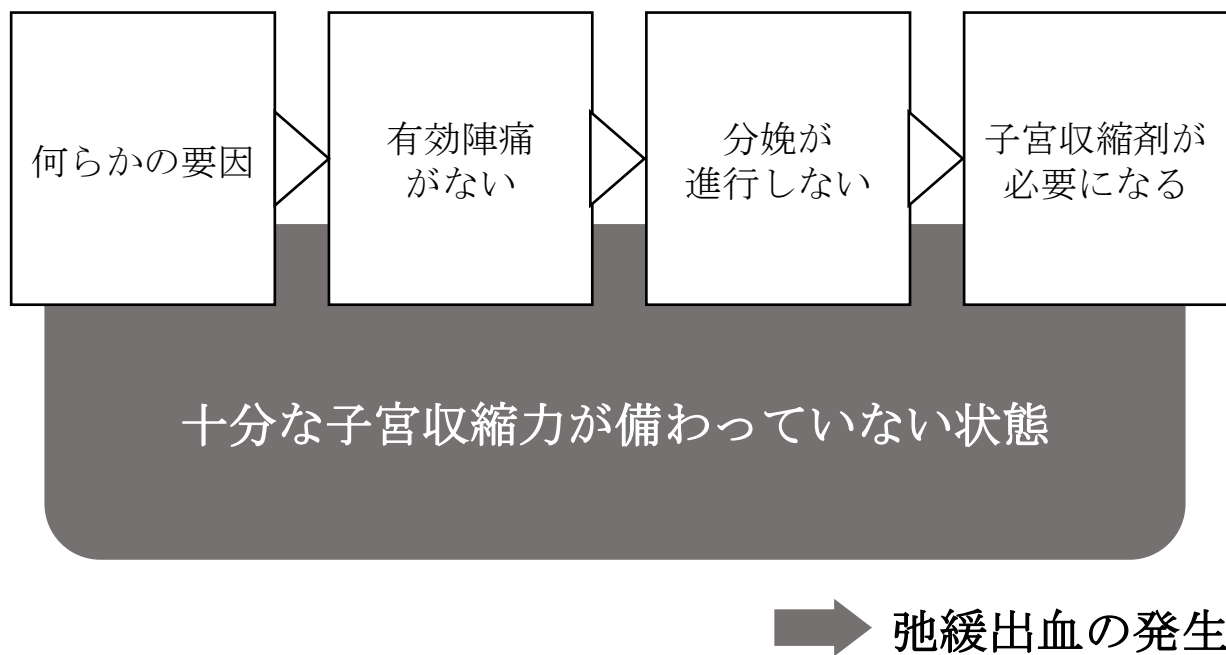 何らかの要因
有効陣痛
がない
分娩が
進行しない
子宮収縮剤が
必要になる
十分な子宮収縮力が備わっていない状態
弛緩出血の発生